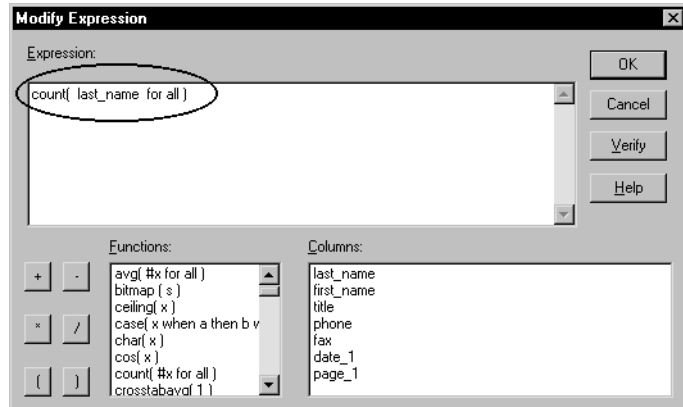 Modify Expression
Expression:
count( last_name for all )
OK
Cancel
Verify
Help
Functions:
Columns:
+ -
* /
( )
avg( #x for all )
bitmap ( s )
ceiling( x )
case( x when a then b w
char( x )
cos( x )
count( #x for all )
crosstabavg( 1 )
last_name
first_name
title
phone
fax
date_1
page_1